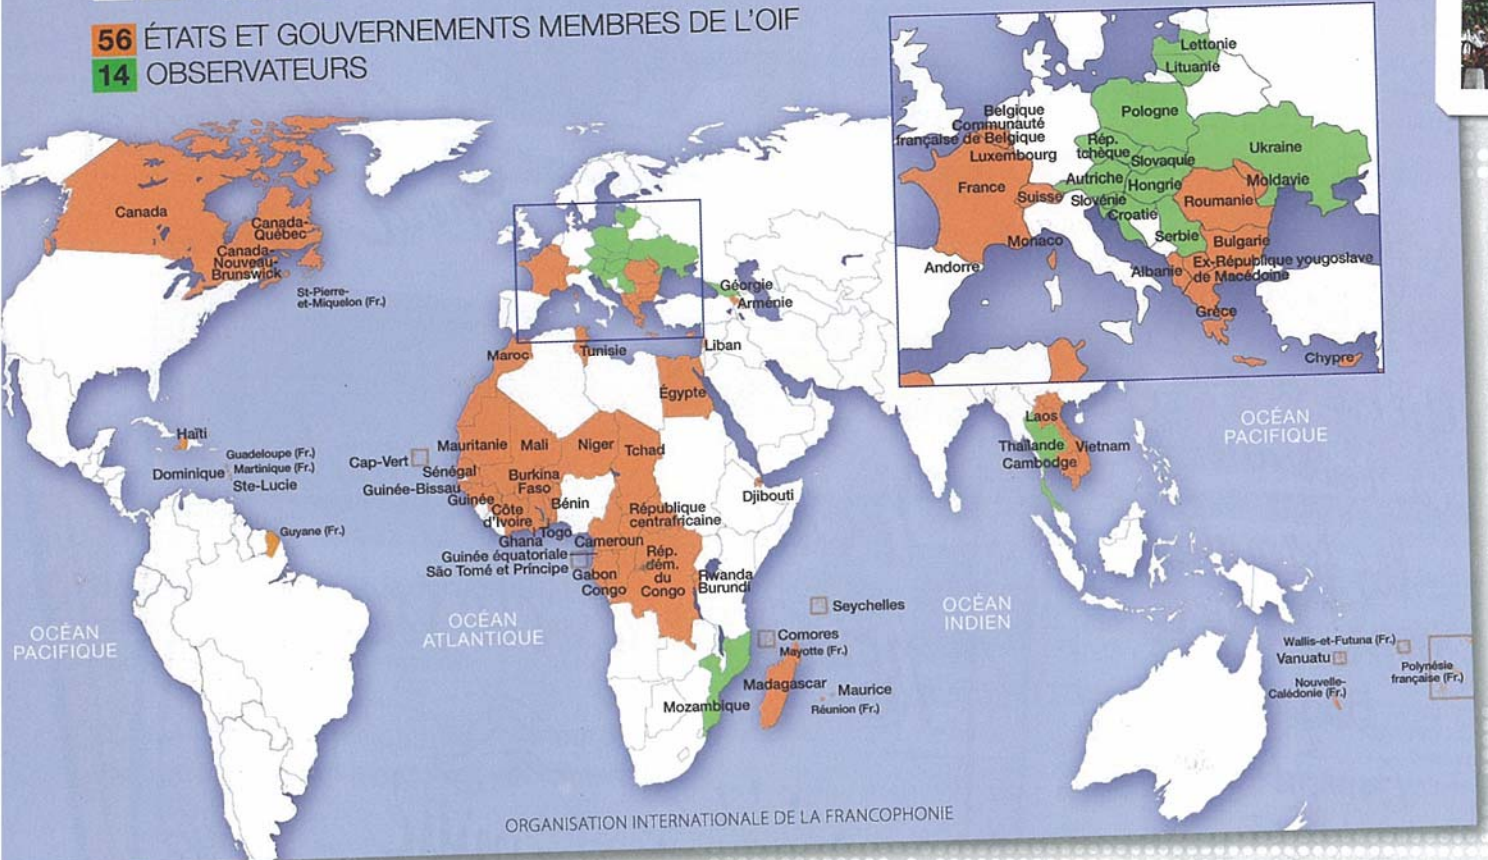 56 ÉTATS ET GOUVERNEMENTS MEMBRES DE L'OIF
14 OBSERVATEURS
Canada
Canada-
Québec
Canada-
Nouveau-
Brunswick
St-Pierre-
et-Miquelon (Fr.)
Haïti
Guadeloupe (Fr.)
Dominique
Martinique (Fr.)
Ste-Lucie
Guyane (Fr.)
OCÉAN
PACIFIQUE
OCÉAN
ATLANTIQUE
Maroc
Tunisie
Égypte
Liban
Géorgie
Arménie
Mauritanie
Mali
Niger
Tchad
Cap-Vert
Sénégal
Burkina
Faso
Guinée-Bissau
Guinée
Côte
d'Ivoire
Bénin
Togo
Ghana
Cameroun
République
centrafricaine
Djibouti
Guinée équatoriale
São Tomé et Príncipe
Gabon
Congo
Rép.
dém.
du
Congo
Rwanda
Burundi
Seychelles
Comores
Mayotte (Fr.)
Madagascar
Maurice
Réunion (Fr.)
Mozambique
OCÉAN
INDIEN
Lettonie
Lituanie
Pologne
Belgique
Communauté
française de Belgique
Luxembourg
Rép.
tchèque
Slovaquie
Ukraine
France
Suisse
Autriche
Hongrie
Moldavie
Slovénie
Roumanie
Croatie
Serbie
Monaco
Bulgarie
Andorre
Albanie
Ex-République yougoslave
de Macédoine
Grèce
Chypre
Laos
Thaïlande
Vietnam
Cambodge
OCÉAN
PACIFIQUE
Wallis-et-Futuna (Fr.)
Vanuatu
Nouvelle-
Calédonie (Fr.)
Polynésie
française (Fr.)
ORGANISATION INTERNATIONALE DE LA FRANCOPHONIE